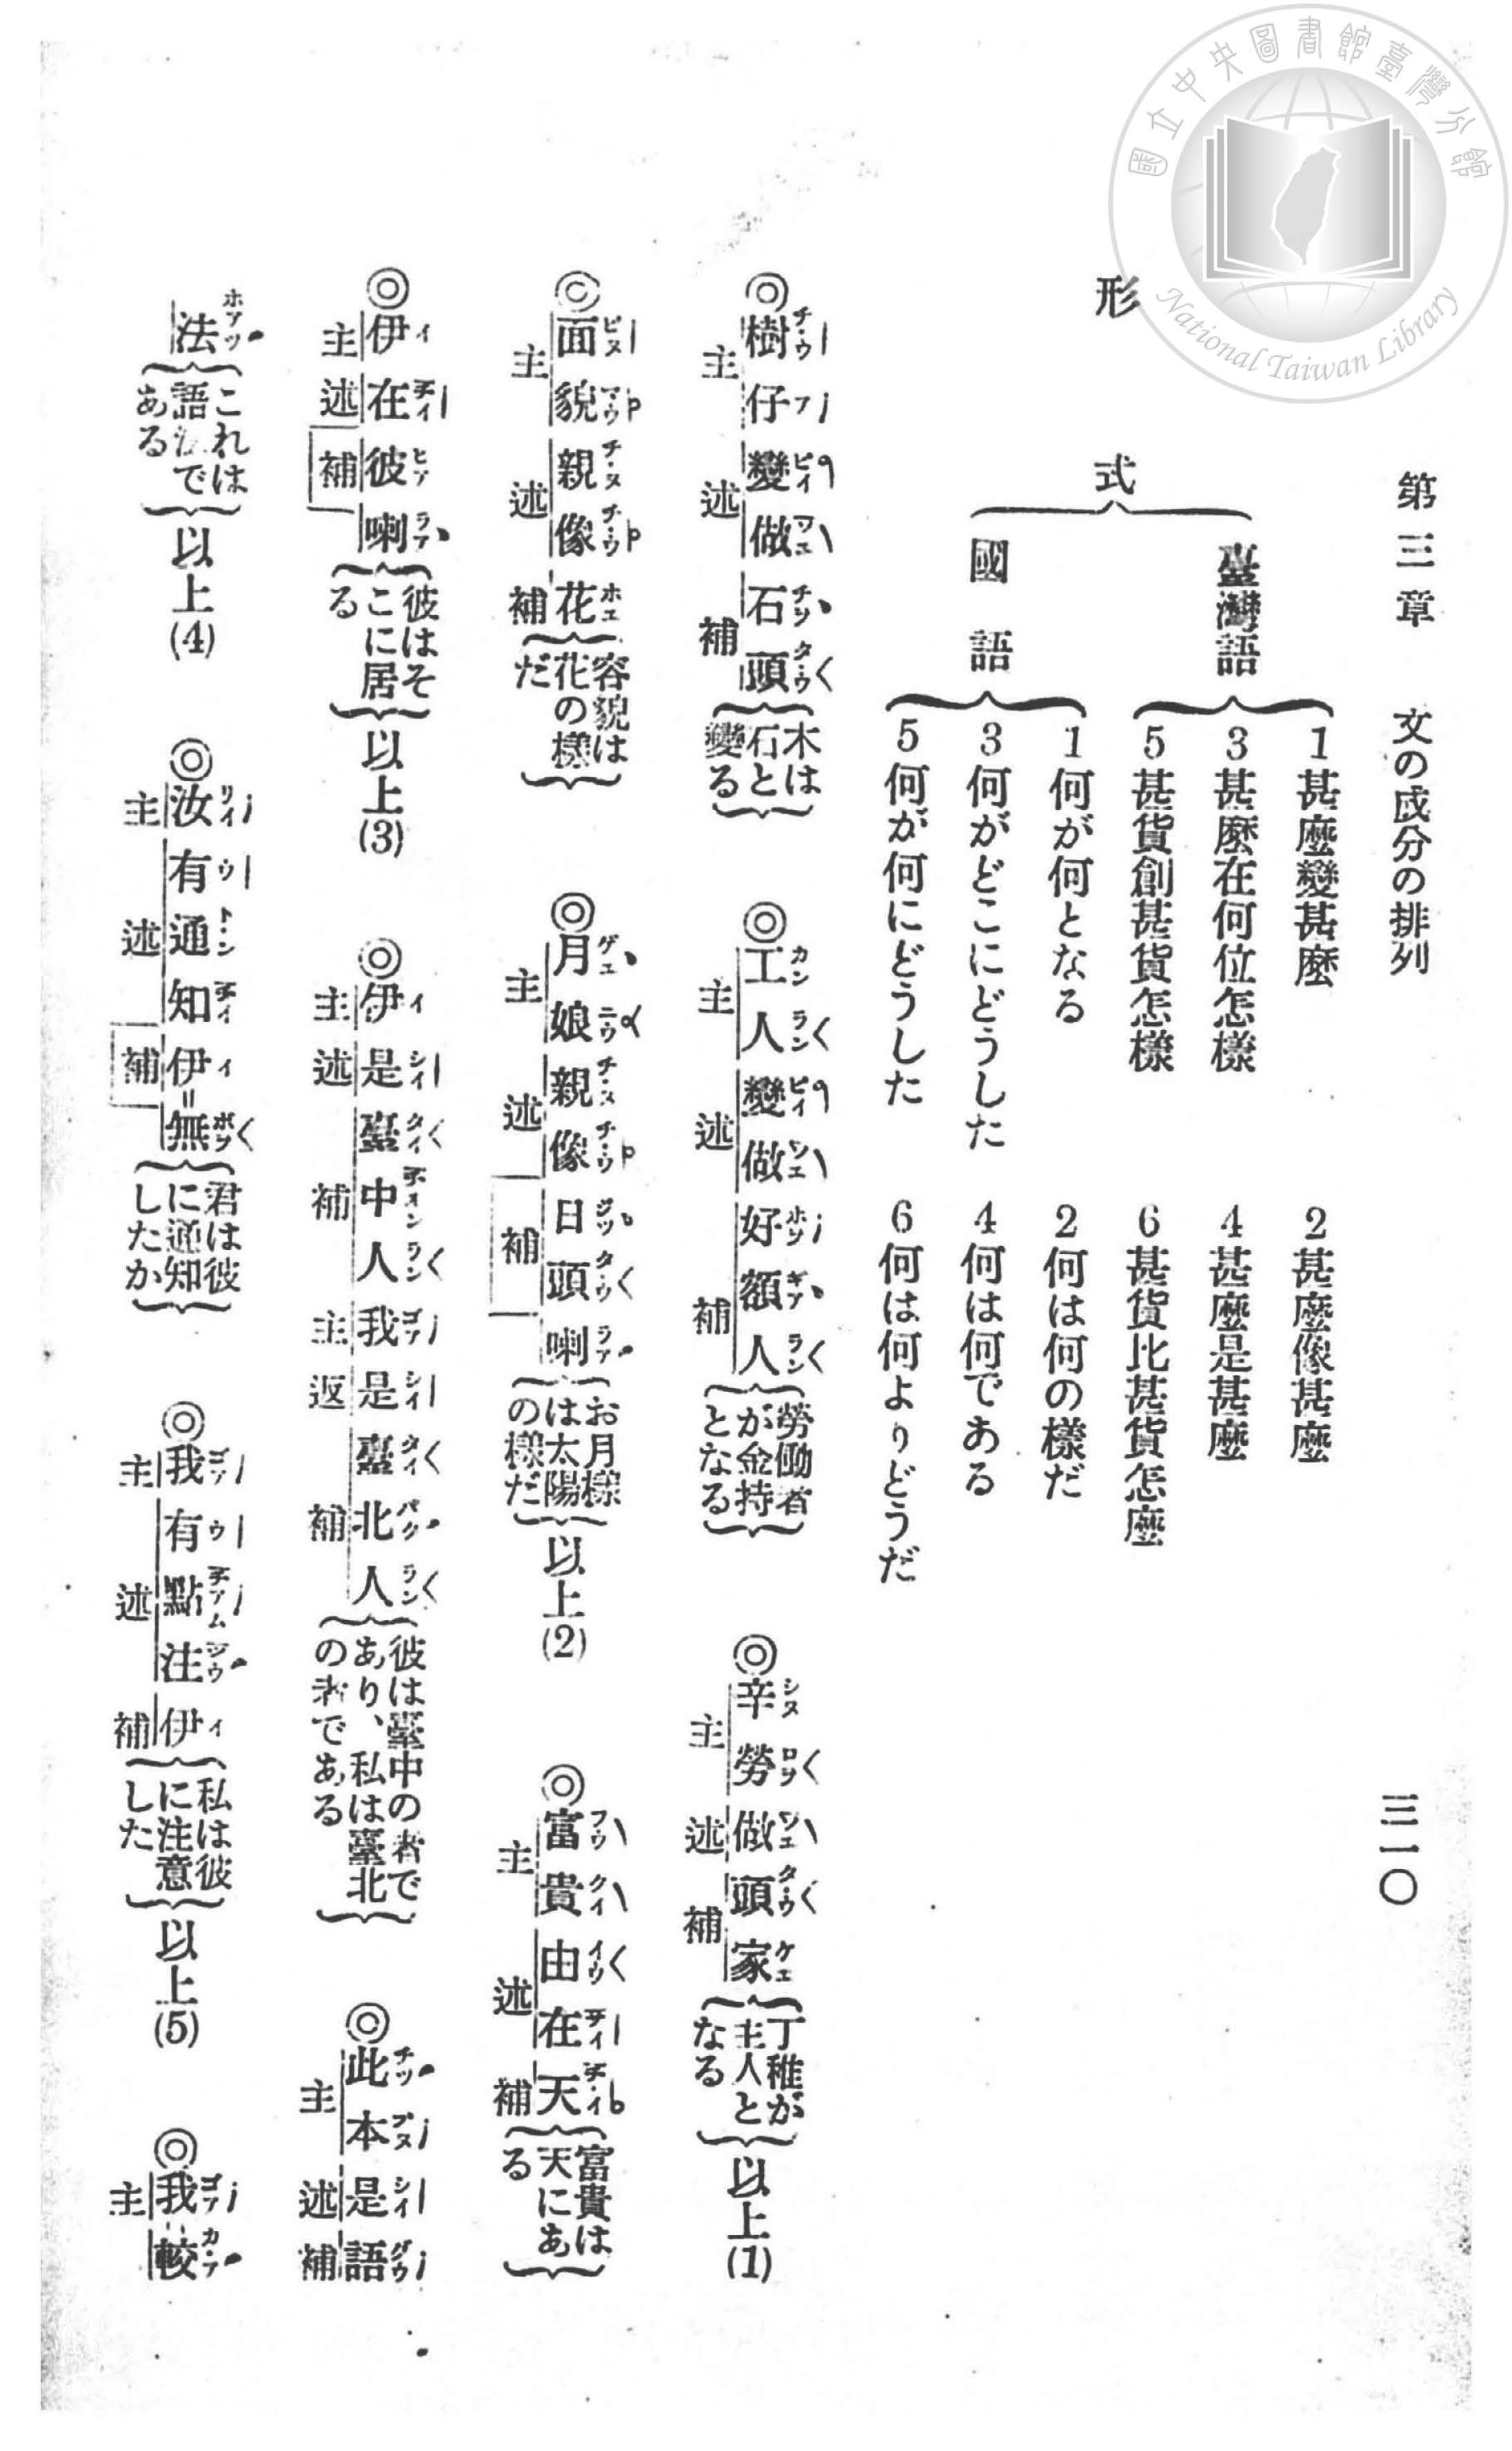 國立中央圖書館臺灣分館
National Taiwan Library
第三章 文の成分の排列 三一〇
形式
臺灣語
1 甚麼變甚麼 2 甚麼像甚麼
3 甚麼在何位怎樣 4 甚麼是甚麼
5 甚貨創甚貨怎樣 6 甚貨比甚貨怎麼
國語
1 何が何となる 2 何は何の樣だ
3 何がどこにどうした 4 何は何である
5 何が何にどうした 6 何は何よりどうだ
◎樹仔變做石頭{木は石と變る} ◎工人變做好額人{勞働者が金持となる} ◎辛勞做頭家{丁稚が主人となる}以上(1)
主 述 補 主 述 補 主 述 補
◎面貌親像花{容貌は花の樣だ} ◎月娘親像日頭喇{お月樣は太陽の樣だ}以上(2) ◎富貴由在天{富貴は天にある}
主 述 補 主 述 補 主 述 補
◎伊在彼喇{彼はそこに居る}以上(3) ◎伊是臺中人我是臺北人{彼は臺中の者であり、私は臺北の者である} ◎此本是語
主 述 補 主 述 補 主 返 補 主 述 補
法{これは語法である}以上(4) ◎汝有通知伊=無{君は彼に通知したか} ◎我有點注伊{私は彼に注意した}以上(5) ◎我較
主 述 補 主 述 補 主